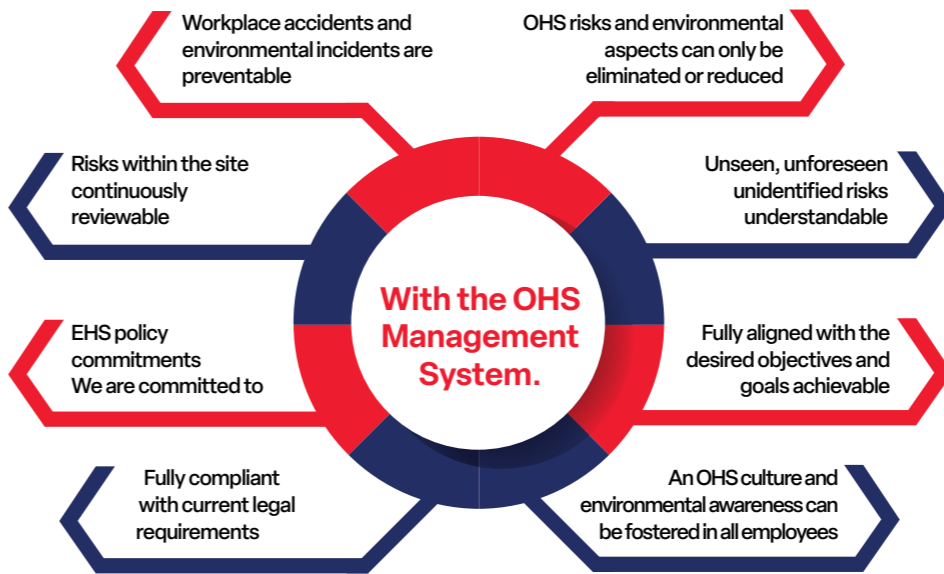 Workplace accidents and
environmental incidents are
preventable
OHS risks and environmental
aspects can only be
eliminated or reduced
Risks within the site
continuously
reviewable
Unseen, unforeseen
unidentified risks
understandable
With the OHS
Management
System.
EHS policy
commitments
We are committed to
Fully aligned with the
desired objectives and
goals achievable
Fully compliant
with current legal
requirements
An OHS culture and
environmental awareness can
be fostered in all employees